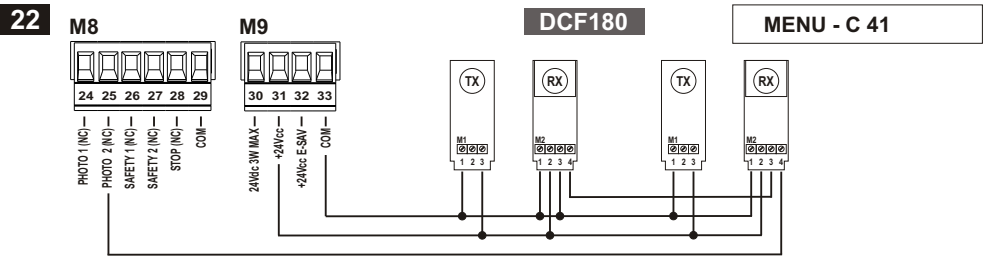 22
M8
M9
DCF180
MENU - C 41
24 25 26 27 28 29
30 31 32 33
PHOTO 1 (NC)
PHOTO 2 (NC)
SAFETY 1 (NC)
SAFETY 2 (NC)
STOP (NC)
COM
24Vdc 3W MAX
+24Vcc
+24Vcc E-SAV
COM
TX
RX
TX
RX
M1
M2
M1
M2
1 2 3
1 2 3 4
1 2 3
1 2 3 4